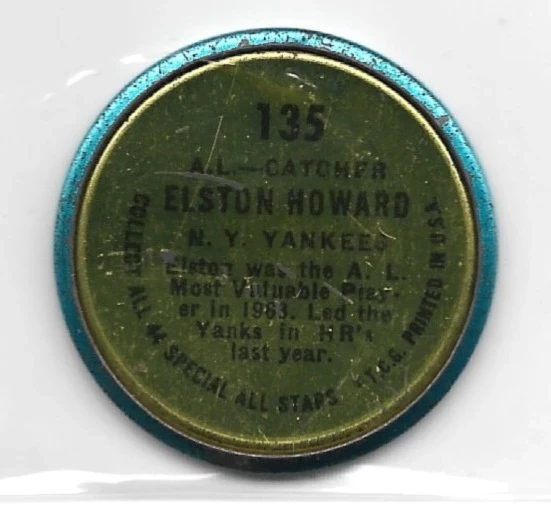 135
A.L.—CATCHER
ELSTON HOWARD
N. Y. YANKEES
Elston was the A. L.
Most Valuable Play-
er in 1963. Led the
Yanks in HR's
last year.
COLLECT ALL 44 SPECIAL ALL STARS * T.C.G. PRINTED IN U.S.A.